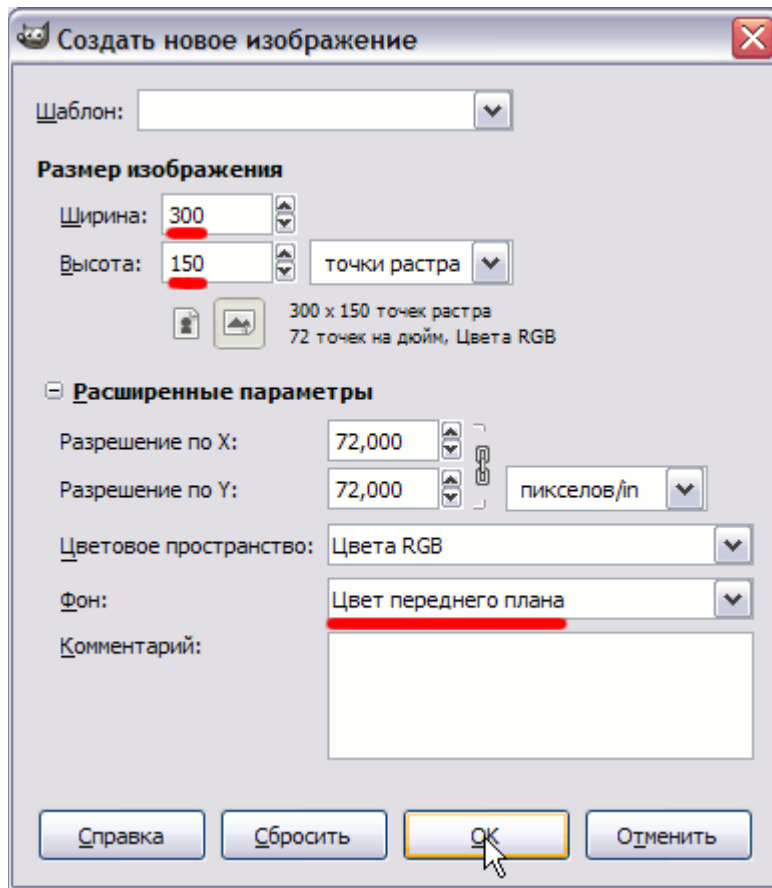 Создать новое изображение
Шаблон:
Размер изображения
Ширина: 300
Высота: 150 точки растра
300 x 150 точек растра
72 точек на дюйм, Цвета RGB
Расширенные параметры
Разрешение по X: 72,000
Разрешение по Y: 72,000 пикселов/in
Цветовое пространство: Цвета RGB
Фон: Цвет переднего плана
Комментарий:
Справка Сбросить OK Отменить